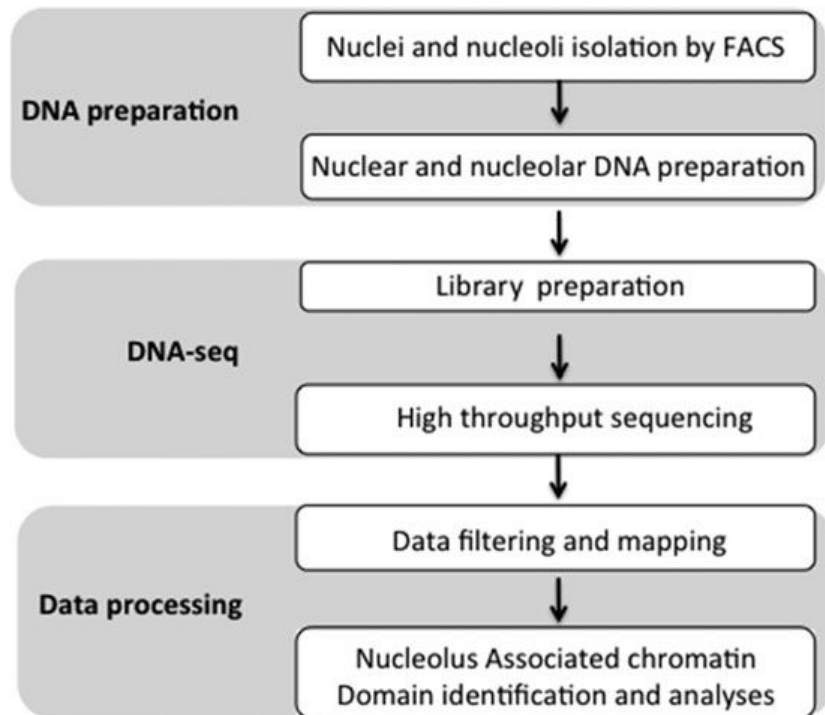 Nuclei and nucleoli isolation by FACS
DNA preparation
Nuclear and nucleolar DNA preparation
Library preparation
DNA-seq
High throughput sequencing
Data filtering and mapping
Data processing
Nucleolus Associated chromatin
Domain identification and analyses